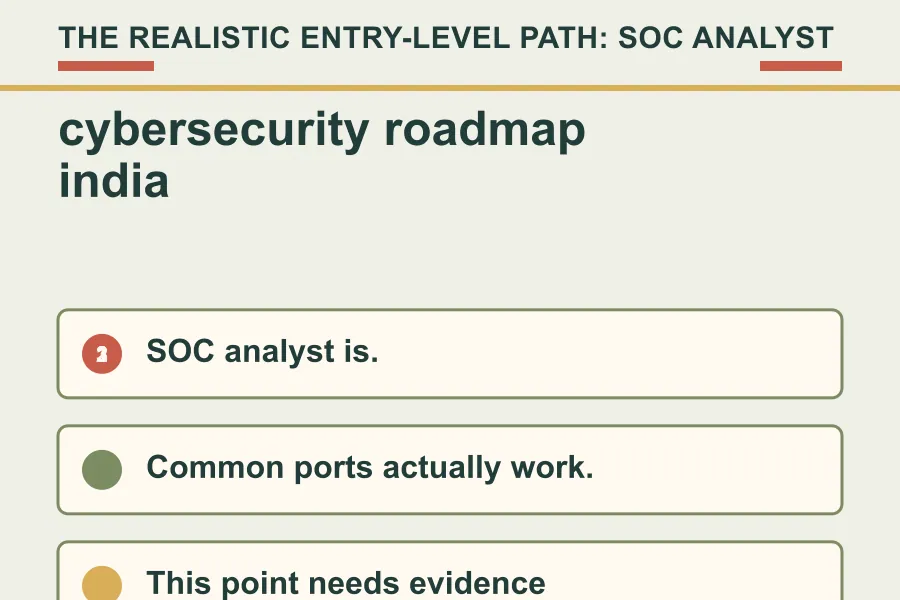 THE REALISTIC ENTRY-LEVEL PATH: SOC ANALYST
cybersecurity roadmap
india
SOC analyst is.
Common ports actually work.
This point needs evidence